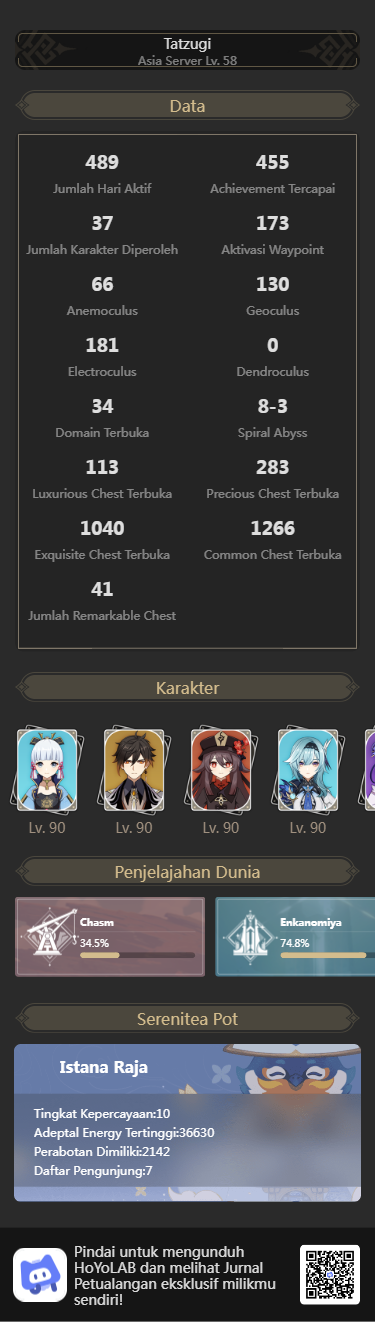 Tatzugi
Asia Server Lv. 58
Data
489
455
Jumlah Hari Aktif
Achievement Tercapai
37
173
Jumlah Karakter Diperoleh
Aktivasi Waypoint
66
130
Anemoculus
Geoculus
181
0
Electroculus
Dendroculus
34
8-3
Domain Terbuka
Spiral Abyss
113
283
Luxurious Chest Terbuka
Precious Chest Terbuka
1040
1266
Exquisite Chest Terbuka
Common Chest Terbuka
41
Jumlah Remarkable Chest
Karakter
Lv. 90
Lv. 90
Lv. 90
Lv. 90
Penjelajahan Dunia
Chasm
34.5%
Enkanomiya
74.8%
Serenitea Pot
Istana Raja
Tingkat Kepercayaan:10
Adeptal Energy Tertinggi:36630
Perabotan Dimiliki:2142
Daftar Pengunjung:7
Pindai untuk mengunduh
HoYoLAB dan melihat Jurnal
Petualangan eksklusif milikmu
sendiri!